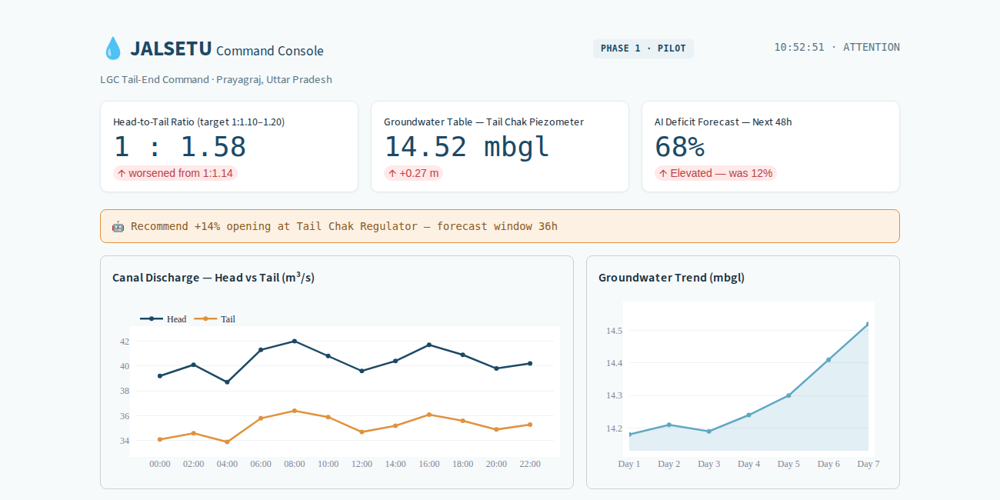 💧 JALSETU Command Console
PHASE 1 · PILOT
10:52:51 · ATTENTION
LGC Tail-End Command · Prayagraj, Uttar Pradesh
Head-to-Tail Ratio (target 1:1.10–1.20)
1 : 1.58
↑ worsened from 1:1.14
Groundwater Table — Tail Chak Piezometer
14.52 mbgl
↑ +0.27 m
AI Deficit Forecast — Next 48h
68%
↑ Elevated — was 12%
🤖 Recommend +14% opening at Tail Chak Regulator — forecast window 36h
Canal Discharge — Head vs Tail (m³/s)
Head Tail
42
40
38
36
34
00:00 02:00 04:00 06:00 08:00 10:00 12:00 14:00 16:00 18:00 20:00 22:00
Groundwater Trend (mbgl)
14.5
14.4
14.3
14.2
Day 1 Day 2 Day 3 Day 4 Day 5 Day 6 Day 7